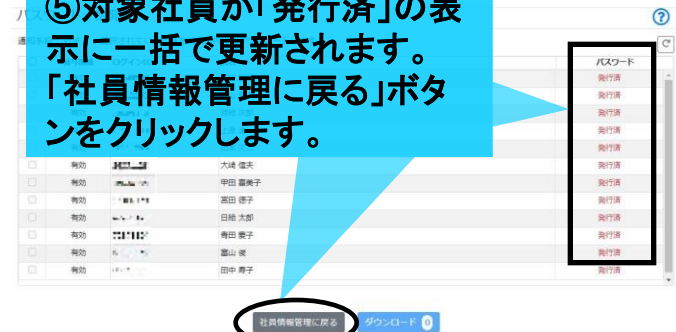 ⑤対象社員が「発行済」の表
示に一括で更新されます。
「社員情報管理に戻る」ボタ
ンをクリックします。
パスワード
発行済
発行済
発行済
発行済
発行済
有効 大崎 信夫 発行済
有効 甲田 喜美子 発行済
有効 宮田 徳子 発行済
有効 日給 太郎 発行済
有効 青田 慶子 発行済
有効 富山 俊 発行済
有効 田中 寿子 発行済
社員情報管理に戻る ダウンロード 0